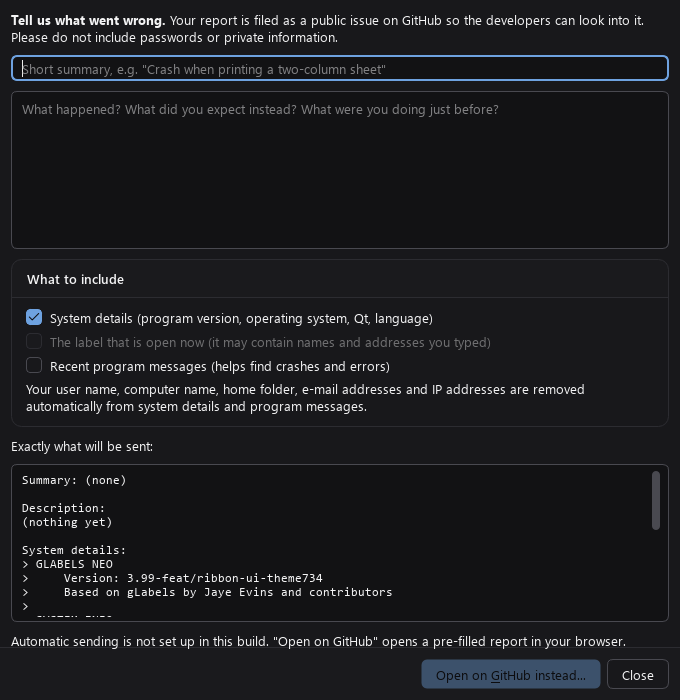 Tell us what went wrong. Your report is filed as a public issue on GitHub so the developers can look into it.
Please do not include passwords or private information.
Short summary, e.g. "Crash when printing a two-column sheet"
What happened? What did you expect instead? What were you doing just before?
What to include
System details (program version, operating system, Qt, language)
The label that is open now (it may contain names and addresses you typed)
Recent program messages (helps find crashes and errors)
Your user name, computer name, home folder, e-mail addresses and IP addresses are removed
automatically from system details and program messages.
Exactly what will be sent:
Summary: (none)
Description:
(nothing yet)
System details:
> GLABELS NEO
>     Version: 3.99-feat/ribbon-ui-theme734
>     Based on gLabels by Jaye Evins and contributors
>
Automatic sending is not set up in this build. "Open on GitHub" opens a pre-filled report in your browser.
Open on GitHub instead...
Close